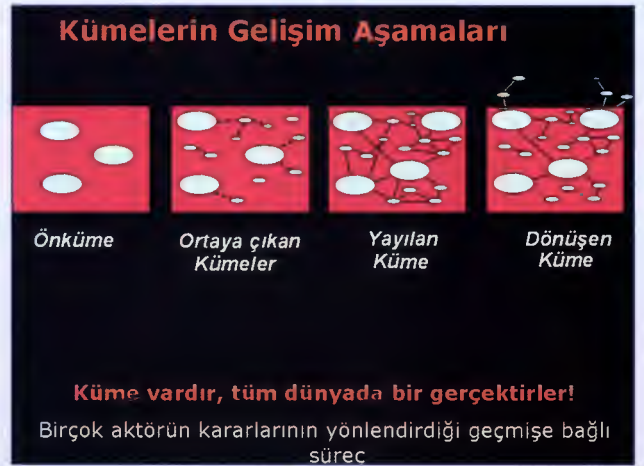 Kümelerin Gelişim Aşamaları
Önküme
Ortaya çıkan
Kümeler
Yayılan
Küme
Dönüşen
Küme
Küme vardır, tüm dünyada bir gerçektirler!
Birçok aktörün kararlarının yönlendirdiği geçmişe bağlı
sürec